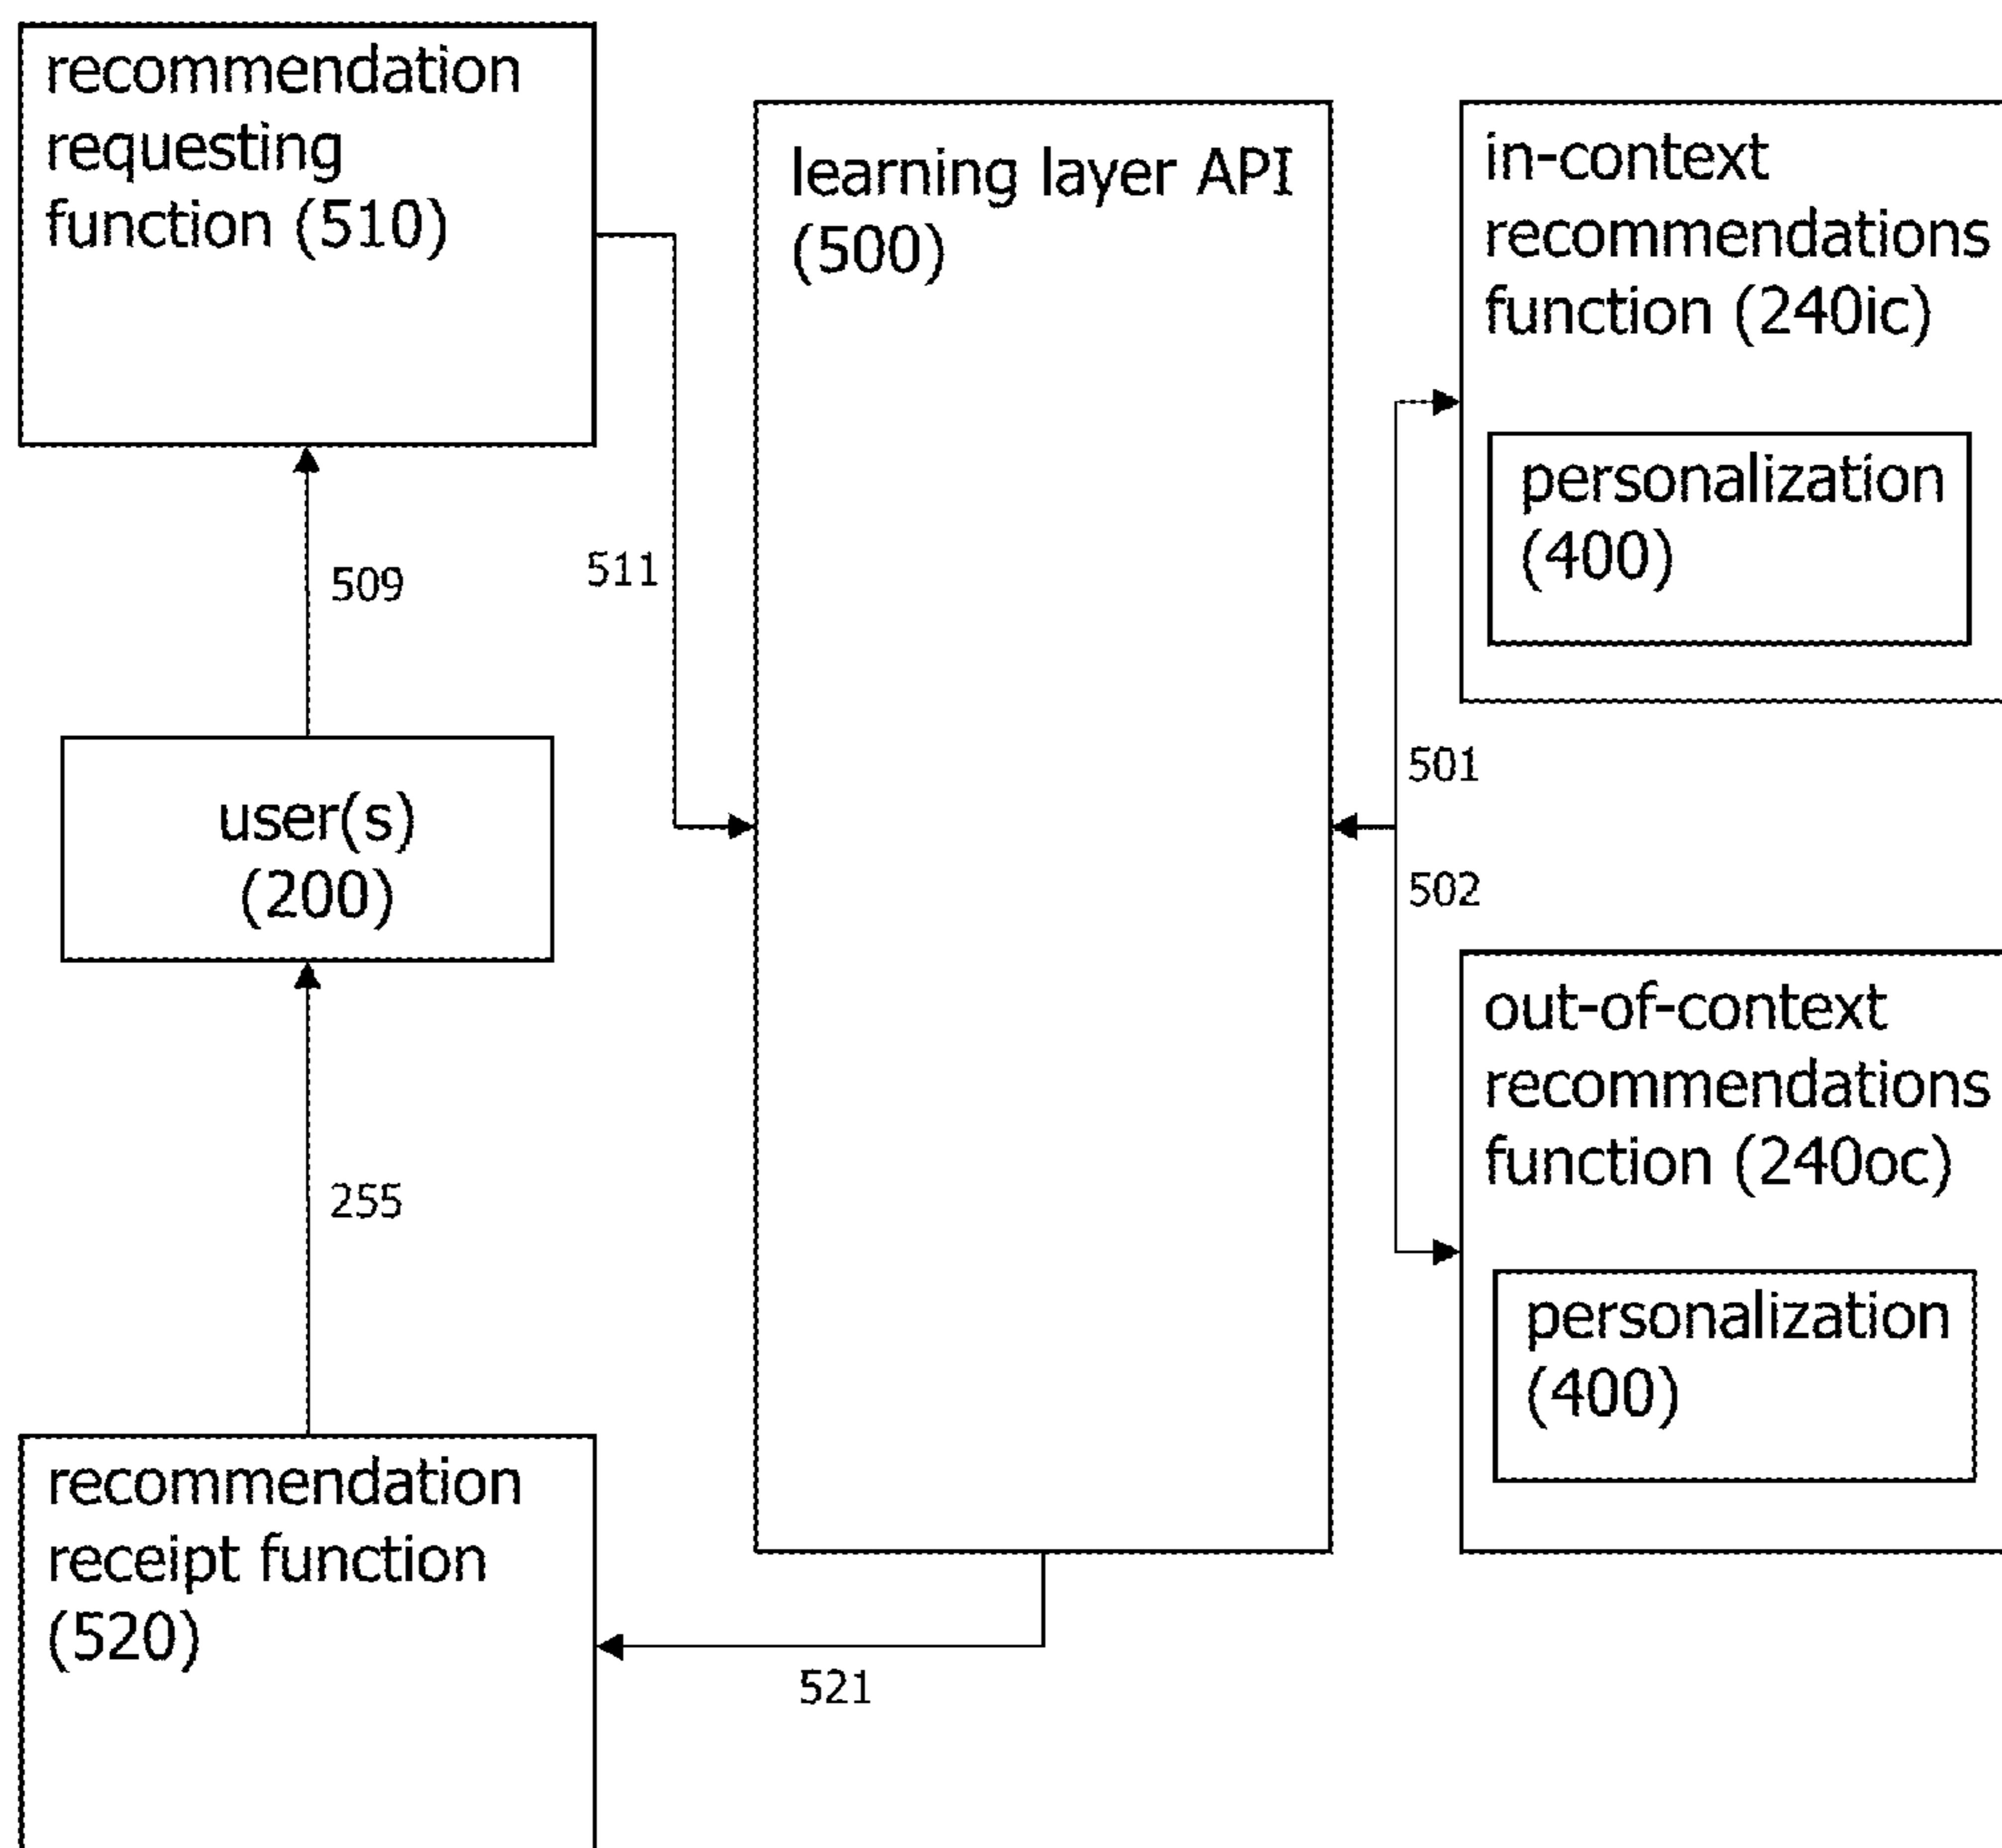 recommendation
requesting
function (510)
learning layer API
(500)
in-context
recommendations
function (240ic)
personalization
(400)
509
511
501
user(s)
(200)
502
out-of-context
recommendations
function (240oc)
personalization
(400)
255
recommendation
receipt function
(520)
521